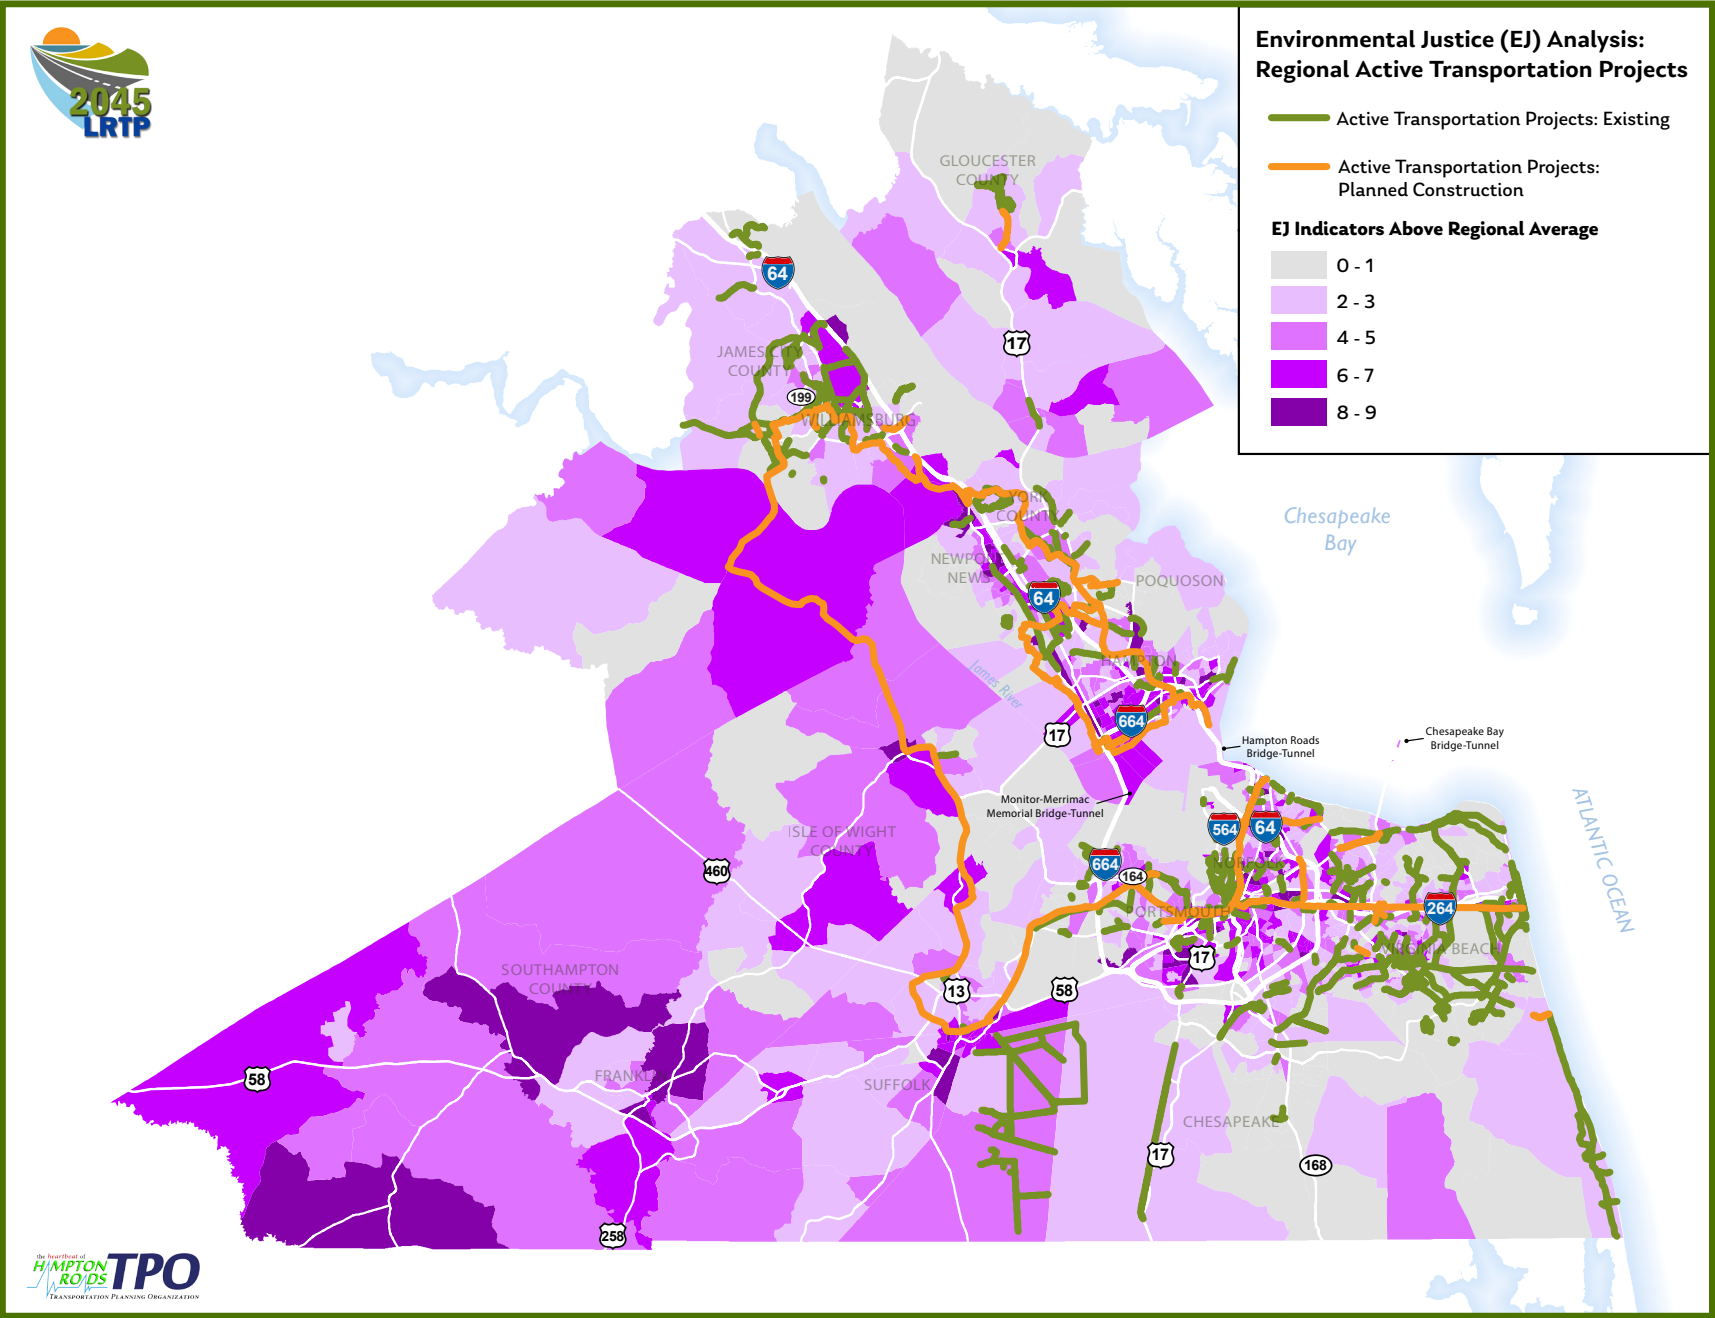 2045
LRTP
Environmental Justice (EJ) Analysis:
Regional Active Transportation Projects
Active Transportation Projects: Existing
Active Transportation Projects:
Planned Construction
EJ Indicators Above Regional Average
0 - 1
2 - 3
4 - 5
6 - 7
8 - 9
GLOUCESTER
COUNTY
64
17
JAMES CITY
COUNTY
199
WILLIAMSBURG
YORK
COUNTY
Chesapeake
Bay
NEWPORT
NEWS
POQUOSON
64
HAMPTON
James River
664
17
Hampton Roads
Bridge-Tunnel
Chesapeake Bay
Bridge-Tunnel
Monitor-Merrimac
Memorial Bridge-Tunnel
ATLANTIC OCEAN
ISLE OF WIGHT
COUNTY
564
64
460
664
164
NORFOLK
PORTSMOUTH
264
VIRGINIA BEACH
17
SOUTHAMPTON
COUNTY
13
58
58
FRANKLIN
SUFFOLK
CHESAPEAKE
17
168
258
the heartbeat of
HAMPTON
ROADS
TPO
TRANSPORTATION PLANNING ORGANIZATION